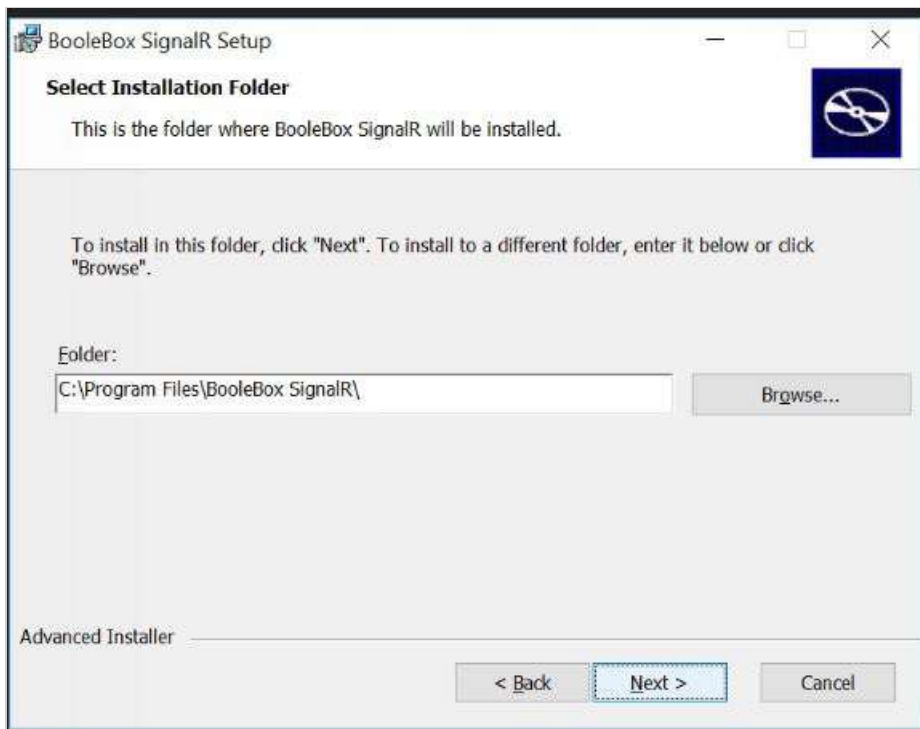 BooleBox SignalR Setup
Select Installation Folder
This is the folder where BooleBox SignalR will be installed.
To install in this folder, click "Next". To install to a different folder, enter it below or click
"Browse".
Folder:
C:\Program Files\BooleBox SignalR\
Browse...
Advanced Installer
< Back
Next >
Cancel